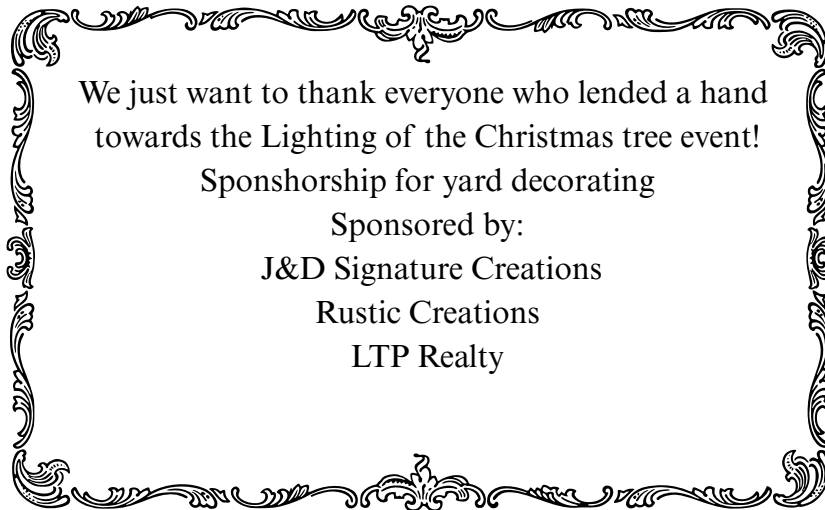 We just want to thank everyone who lended a hand
towards the Lighting of the Christmas tree event!
Sponshorship for yard decorating
Sponsored by:
J&D Signature Creations
Rustic Creations
LTP Realty